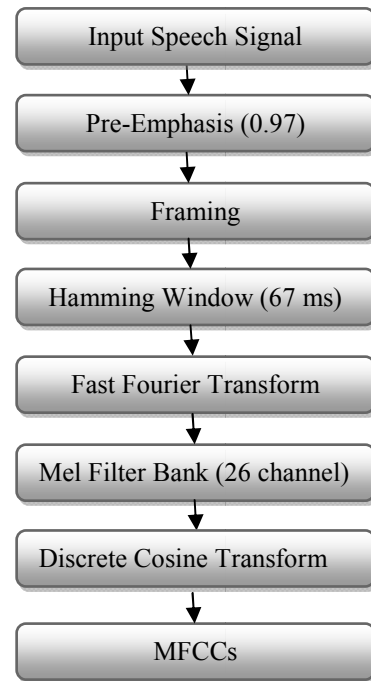 Input Speech Signal
Pre-Emphasis (0.97)
Framing
Hamming Window (67 ms)
Fast Fourier Transform
Mel Filter Bank (26 channel)
Discrete Cosine Transform
MFCCs